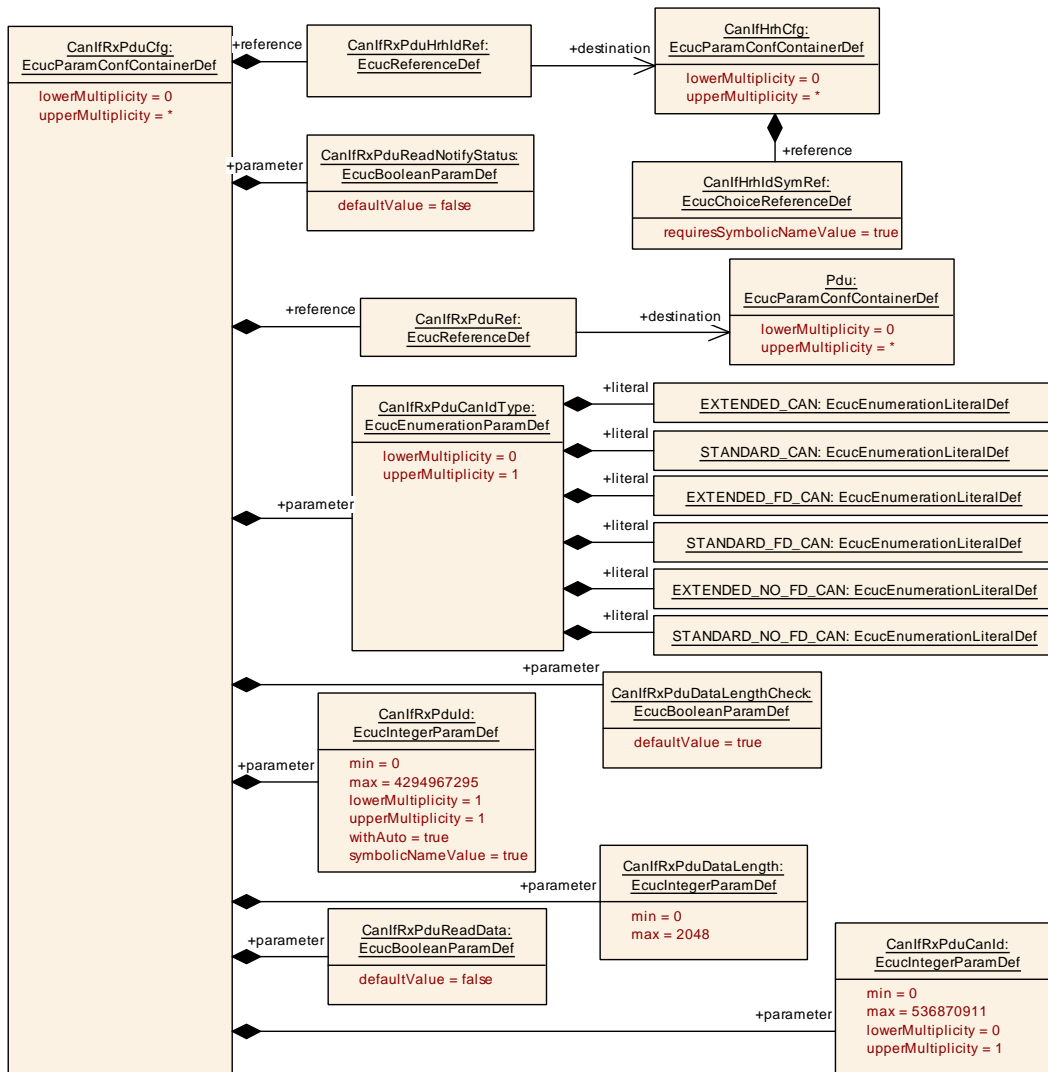 CanIfRxPduCfg:
EcucParamConfContainerDef
lowerMultiplicity = 0
upperMultiplicity = *
+reference
CanIfRxPduHrhIdRef:
EcucReferenceDef
+destination
CanIfHrhCfg:
EcucParamConfContainerDef
lowerMultiplicity = 0
upperMultiplicity = *
+reference
CanIfHrhIdSymRef:
EcucChoiceReferenceDef
requiresSymbolicNameValue = true
+parameter
CanIfRxPduReadNotifyStatus:
EcucBooleanParamDef
defaultValue = false
+reference
CanIfRxPduRef:
EcucReferenceDef
+destination
Pdu:
EcucParamConfContainerDef
lowerMultiplicity = 0
upperMultiplicity = *
+parameter
CanIfRxPduCanIdType:
EcucEnumerationParamDef
lowerMultiplicity = 0
upperMultiplicity = 1
+literal
EXTENDED_CAN: EcucEnumerationLiteralDef
+literal
STANDARD_CAN: EcucEnumerationLiteralDef
+literal
EXTENDED_FD_CAN: EcucEnumerationLiteralDef
+literal
STANDARD_FD_CAN: EcucEnumerationLiteralDef
+literal
EXTENDED_NO_FD_CAN: EcucEnumerationLiteralDef
+literal
STANDARD_NO_FD_CAN: EcucEnumerationLiteralDef
+parameter
CanIfRxPduDataLengthCheck:
EcucBooleanParamDef
defaultValue = true
+parameter
CanIfRxPduId:
EcucIntegerParamDef
min = 0
max = 4294967295
lowerMultiplicity = 1
upperMultiplicity = 1
withAuto = true
symbolicNameValue = true
+parameter
CanIfRxPduDataLength:
EcucIntegerParamDef
min = 0
max = 2048
+parameter
CanIfRxPduReadData:
EcucBooleanParamDef
defaultValue = false
+parameter
CanIfRxPduCanId:
EcucIntegerParamDef
min = 0
max = 536870911
lowerMultiplicity = 0
upperMultiplicity = 1